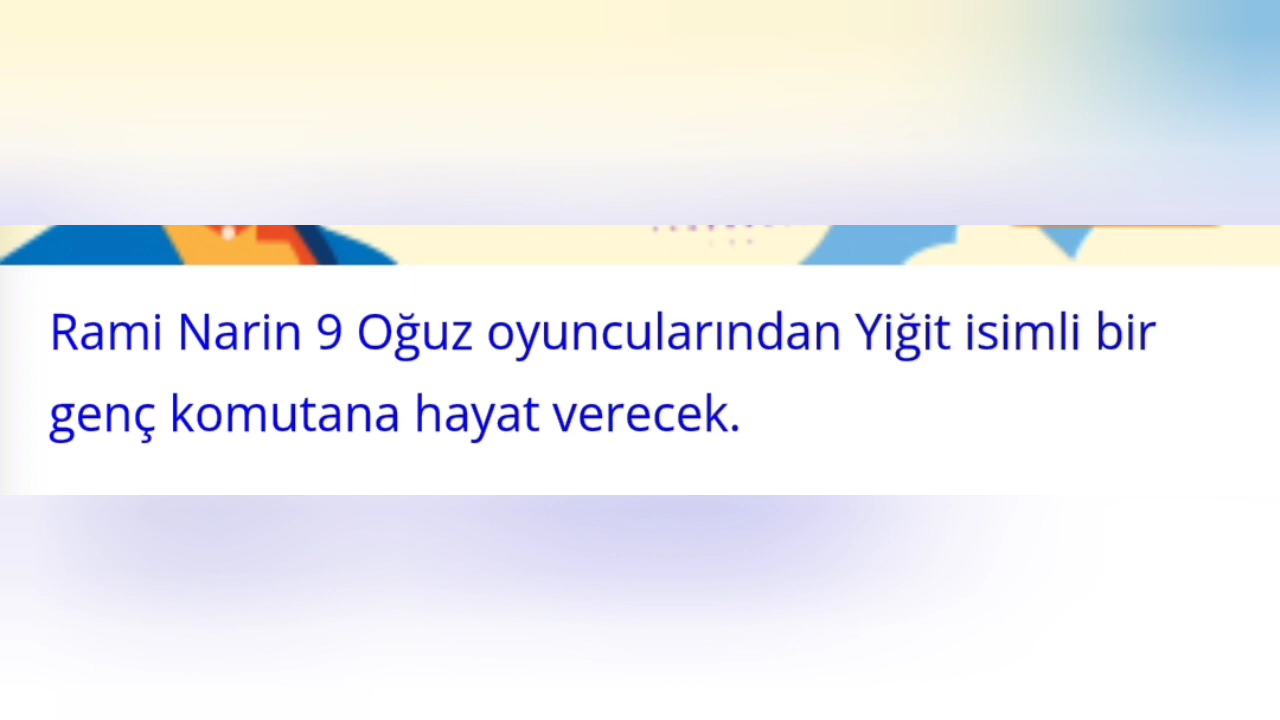 Rami Narin 9 Oğuz oyuncularından Yiğit isimli bir
genç komutana hayat verecek.